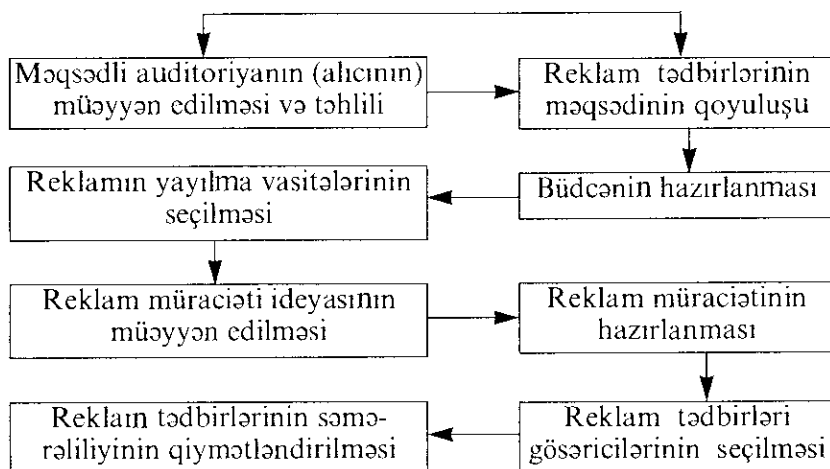 Məqsədli auditoriyanın (alıcının)
müəyyən edilməsi və təhlili
Reklam tədbirlərinin
məqsədinin qoyuluşu
Büdcənin hazırlanması
Reklamın yayılma vasitələrinin
seçilməsi
Reklam müraciəti ideyasının
müəyyən edilməsi
Reklam müraciətinin
hazırlanması
Reklam tədbirləri
gösəricilərinin seçilməsi
Reklam tədbirlərinin səmə-
rəliliyinin qiymətləndirilməsi